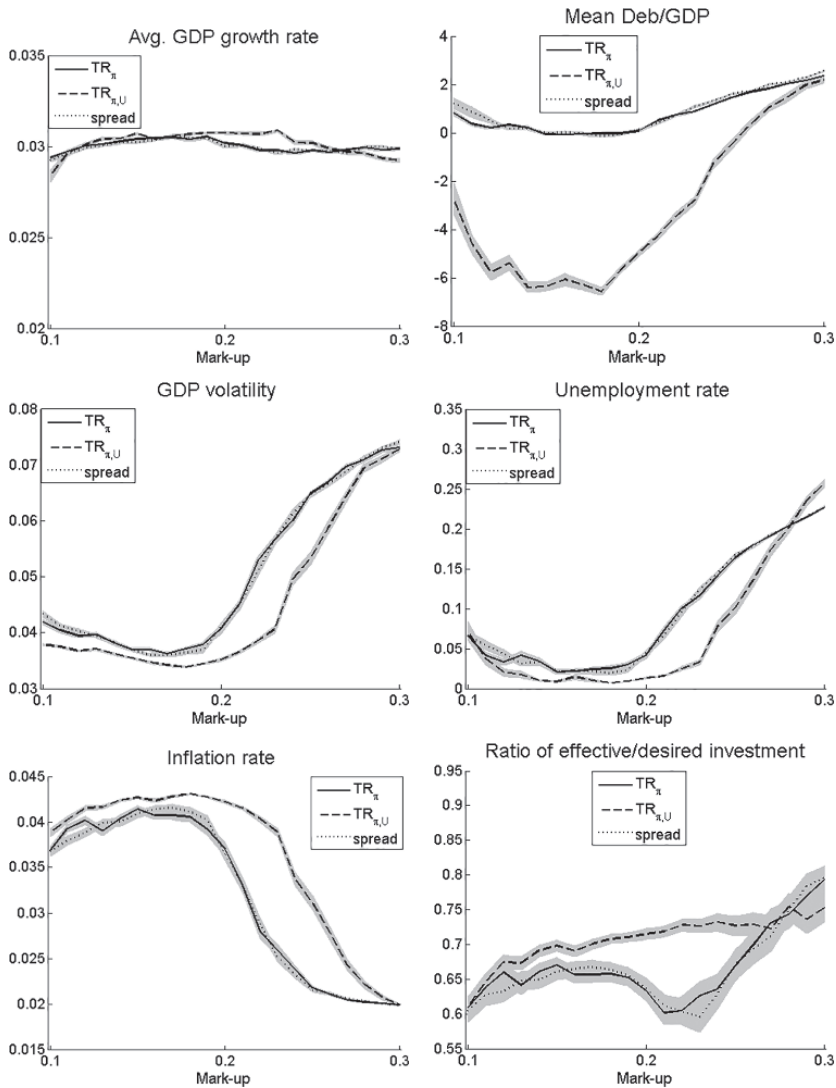 Avg. GDP growth rate
0.035
TRπ
TRπ,U
spread
0.03
0.02
0.1
0.2
0.3
Mark-up
Mean Deb/GDP
4
TRπ
TRπ,U
spread
2
0
-2
-4
-6
-8
0.1
0.2
0.3
Mark-up
GDP volatility
0.08
TRπ
TRπ,U
spread
0.07
0.06
0.05
0.04
0.03
0.1
0.2
0.3
Mark-up
Unemployment rate
0.35
TRπ
TRπ,U
spread
0.3
0.25
0.2
0.15
0.1
0.05
0
0.1
0.2
0.3
Mark-up
Inflation rate
0.045
TRπ
TRπ,U
spread
0.04
0.035
0.03
0.025
0.02
0.015
0.1
0.2
0.3
Mark-up
Ratio of effective/desired investment
0.95
TRπ
TRπ,U
spread
0.9
0.85
0.8
0.75
0.7
0.65
0.6
0.55
0.1
0.2
0.3
Mark-up